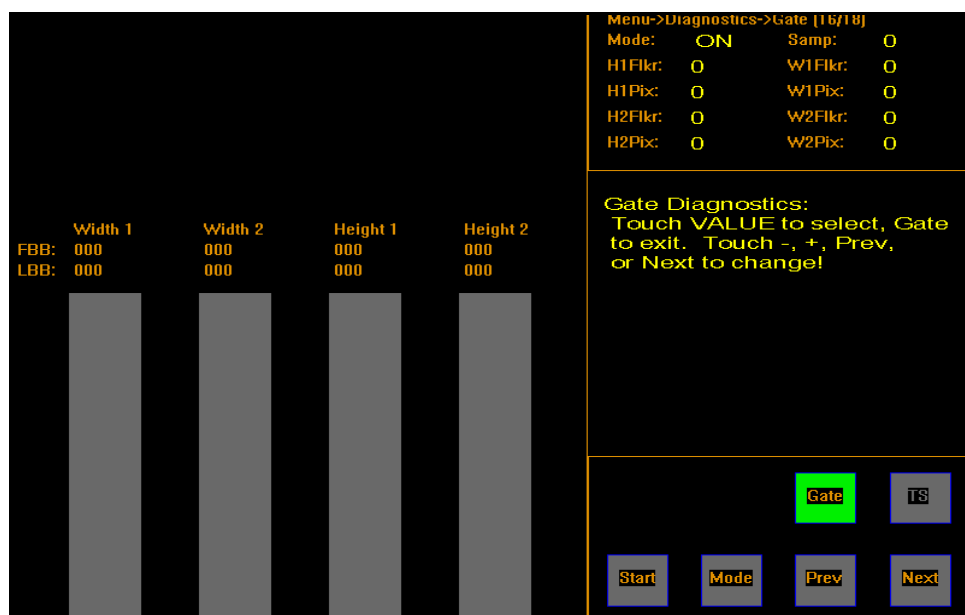 Menu->Diagnostics->Gate (16/18)
Mode: ON Samp: 0
H1Flkr: 0 W1Flkr: 0
H1Pix: 0 W1Pix: 0
H2Flkr: 0 W2Flkr: 0
H2Pix: 0 W2Pix: 0
Width 1 Width 2 Height 1 Height 2
FBB: 000 000 000 000
LBB: 000 000 000 000
Gate Diagnostics:
Touch VALUE to select, Gate
to exit. Touch -, +, Prev,
or Next to change!
Gate TS
Start Mode Prev Next